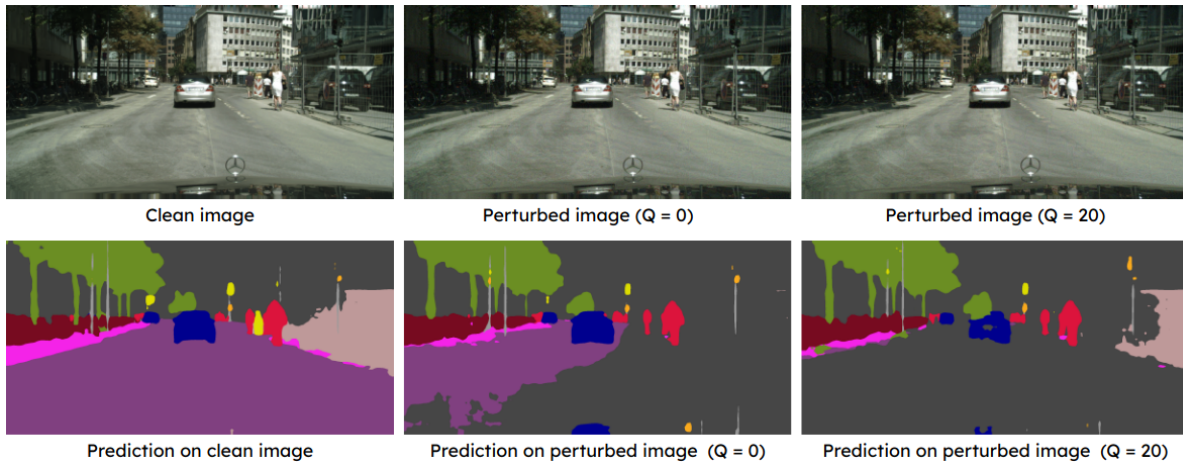 Clean image
Perturbed image (Q = 0)
Perturbed image (Q = 20)
Prediction on clean image
Prediction on perturbed image (Q = 0)
Prediction on perturbed image (Q = 20)